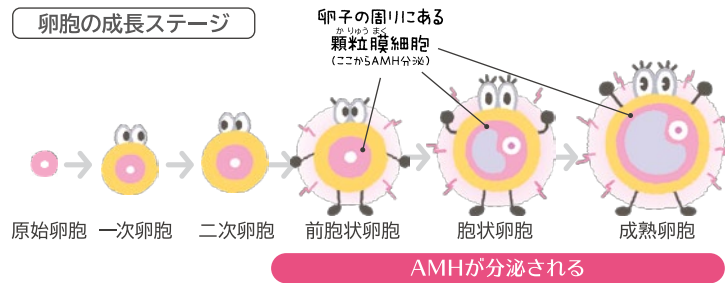 卵胞の成長ステージ
卵子の周りにある
かりゅうまく
顆粒膜細胞
(ここからAMH分泌)
原始卵胞 一次卵胞 二次卵胞 前胞状卵胞 胞状卵胞 成熟卵胞
AMHが分泌される